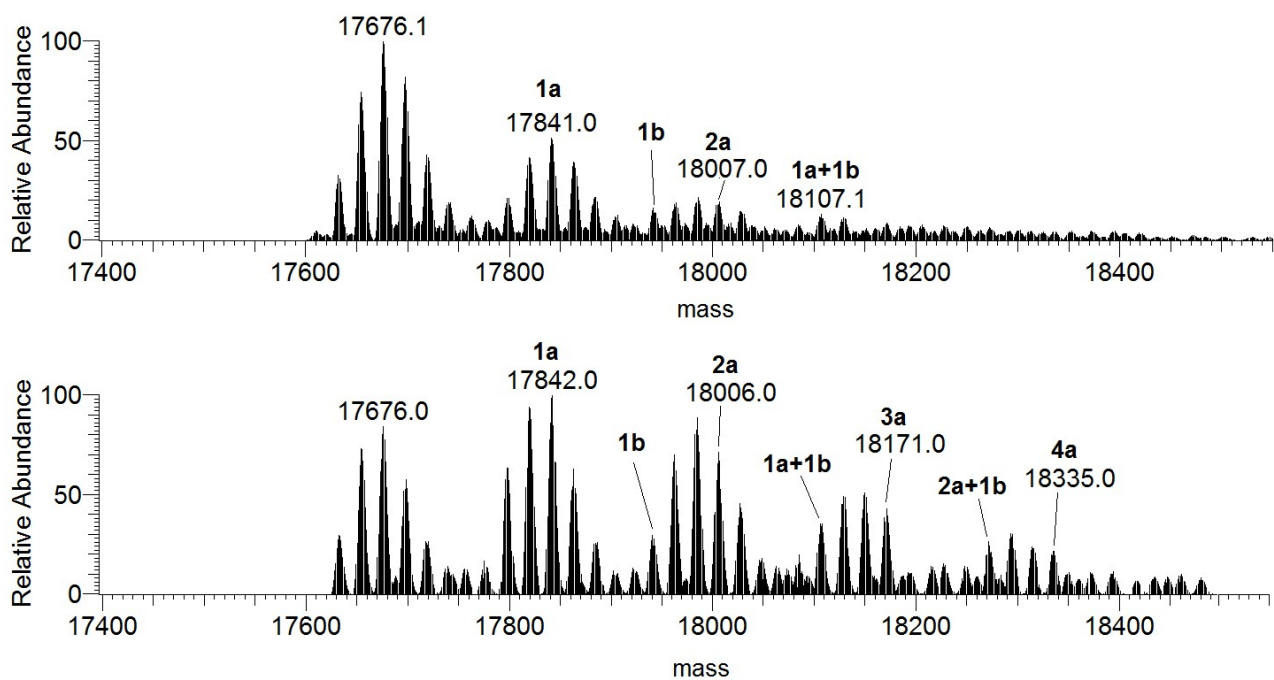 Relative Abundance
100
50
0
17676.1
1a
17841.0
1b
2a
18007.0
1a+1b
18107.1
17400
17600
17800
18000
18200
18400
mass
Relative Abundance
100
50
0
17676.0
1a
17842.0
1b
2a
18006.0
1a+1b
3a
18171.0
2a+1b
4a
18335.0
17400
17600
17800
18000
18200
18400
mass